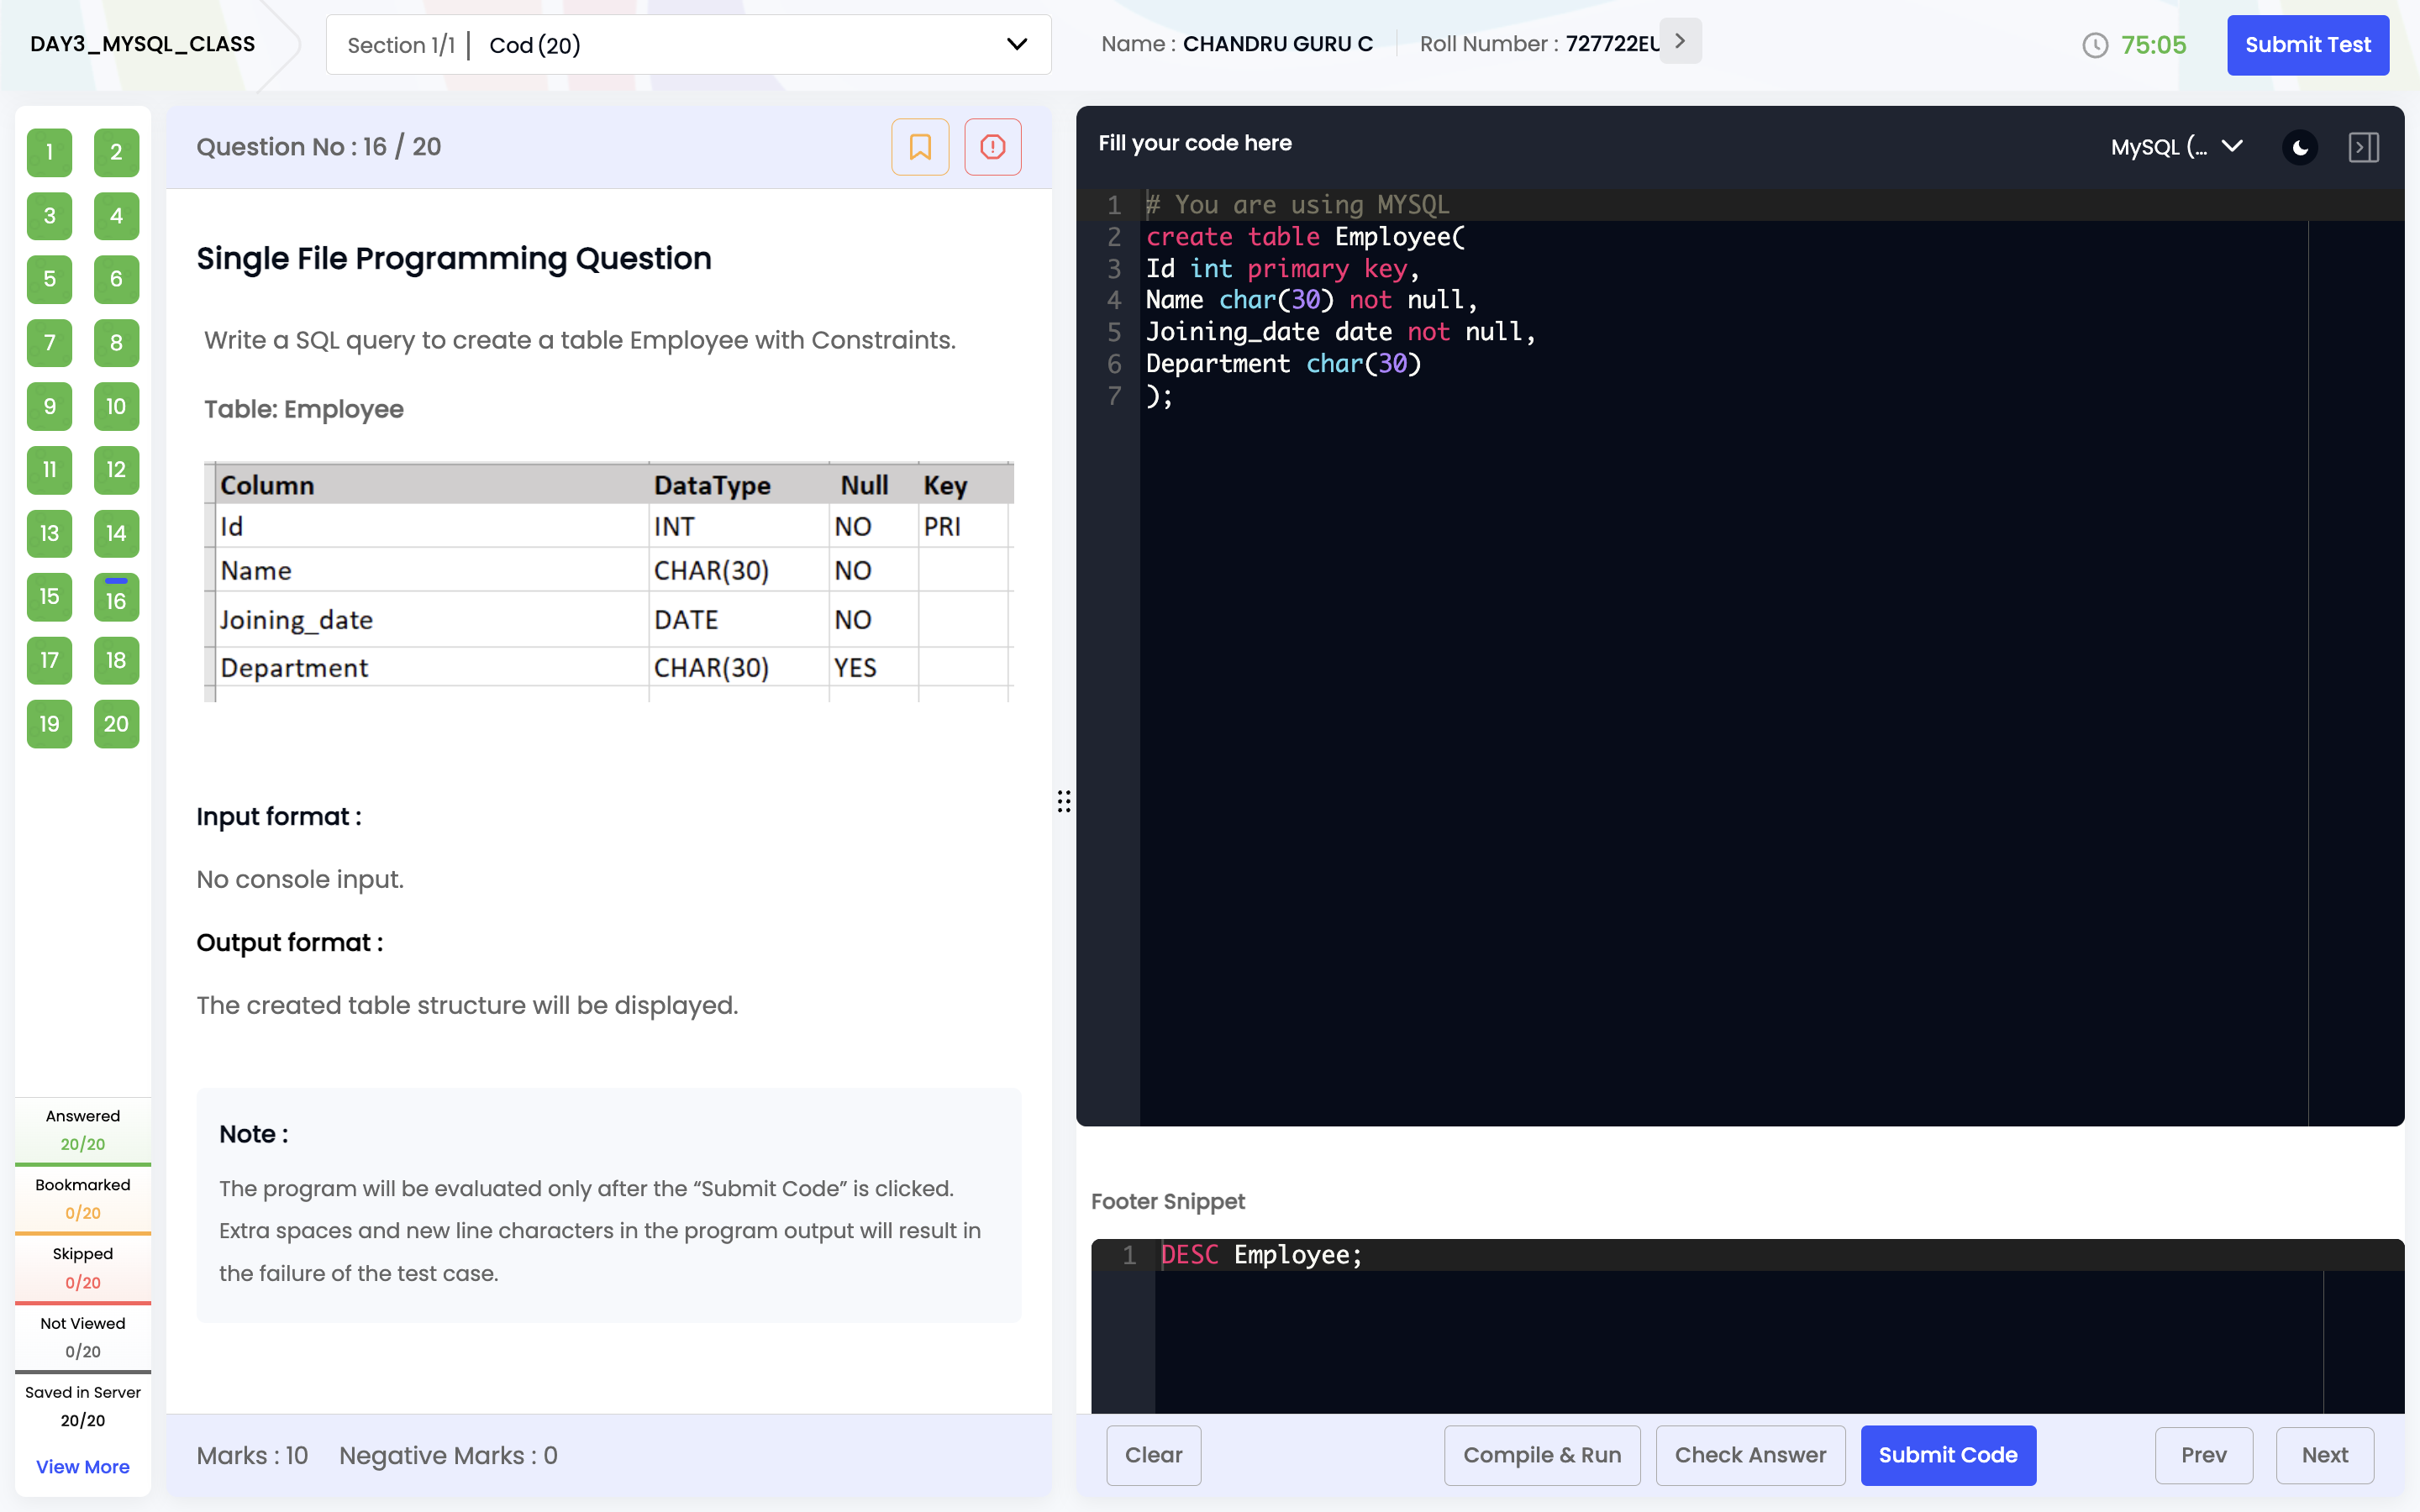 DAY3_MYSQL_CLASS
Section 1/1 | Cod (20)
Name : CHANDRU GURU C
Roll Number : 727722EU
75:05
Submit Test
1 2
3 4
5 6
7 8
9 10
11 12
13 14
15 16
17 18
19 20
Answered
20/20
Bookmarked
0/20
Skipped
0/20
Not Viewed
0/20
Saved in Server
20/20
View More
Question No : 16 / 20
Single File Programming Question
Write a SQL query to create a table Employee with Constraints.
Table: Employee
Column DataType Null Key
Id INT NO PRI
Name CHAR(30) NO
Joining_date DATE NO
Department CHAR(30) YES
Input format :
No console input.
Output format :
The created table structure will be displayed.
Note :
The program will be evaluated only after the “Submit Code” is clicked.
Extra spaces and new line characters in the program output will result in
the failure of the test case.
Marks : 10 Negative Marks : 0
Fill your code here
MySQL (...
1 # You are using MYSQL
2 create table Employee(
3 Id int primary key,
4 Name char(30) not null,
5 Joining_date date not null,
6 Department char(30)
7 );
Footer Snippet
1 DESC Employee;
Clear
Compile & Run
Check Answer
Submit Code
Prev
Next